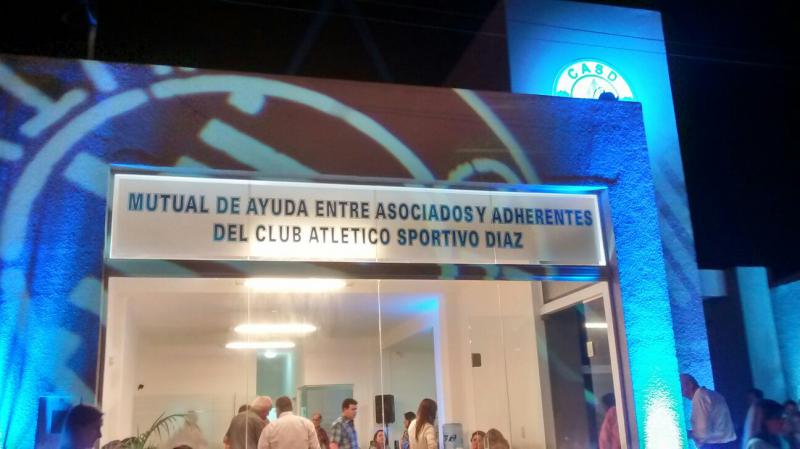 CASD
MUTUAL DE AYUDA ENTRE ASOCIADOS Y ADHERENTES
DEL CLUB ATLETICO SPORTIVO DIAZ